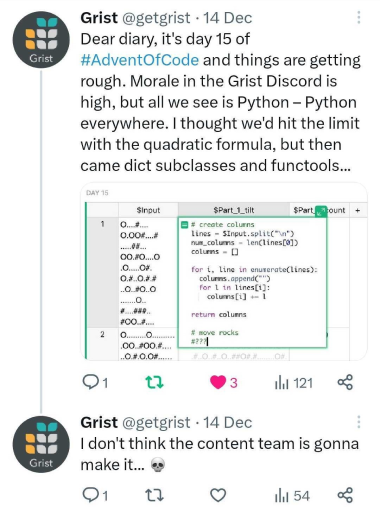 Grist @getgrist · 14 Dec
Dear diary, it's day 15 of
#AdventOfCode and things are getting
rough. Morale in the Grist Discord is
high, but all we see is Python – Python
everywhere. I thought we'd hit the limit
with the quadratic formula, but then
came dict subclasses and functools...
Grist
DAY 15
$Input $Part_1_tilt $Part_ ount +
1
O....#....
O.OO#....#
.....##...
OO.#O....O
.O.....O#.
O.#..O.#.#
..O..#O..O
.......O..
#....###..
#OO..#....
# create columns
lines = $Input.split("\n")
num_columns = len(lines[0])
columns = []
for i, line in enumerate(lines):
columns.append("")
for l in lines[i]:
columns[i] += l
return columns
# move rocks
#???
2
1 3 121
Grist @getgrist · 14 Dec
I don't think the content team is gonna
make it... 💀
Grist
1 54